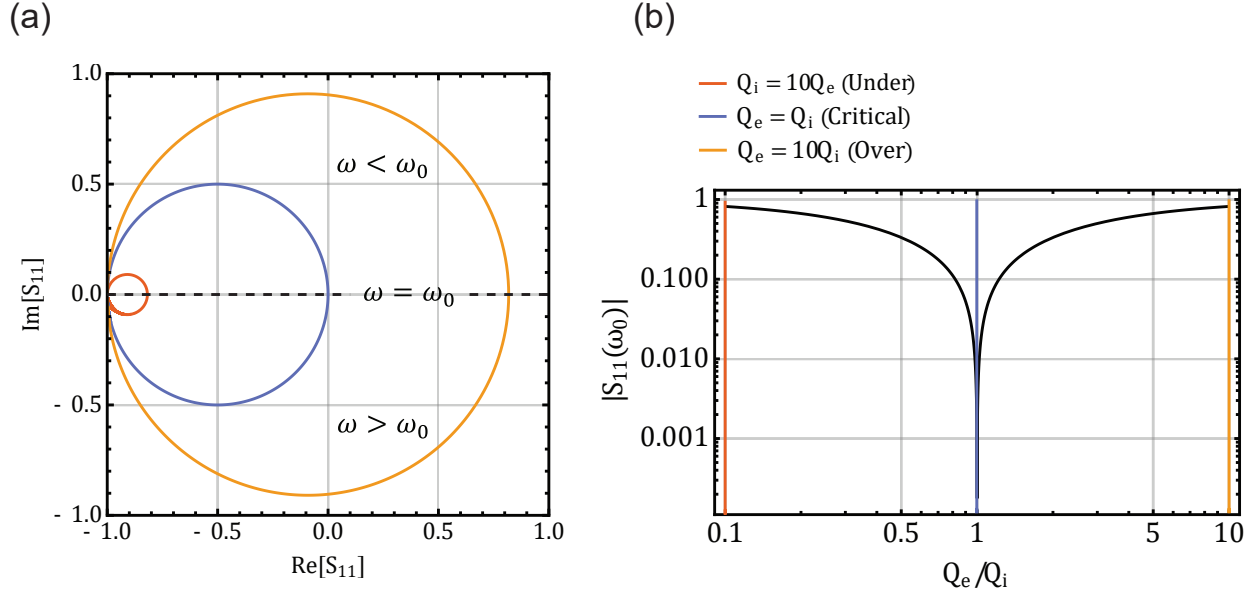 (a)
1.0
0.5
0.0
- 0.5
- 1.0
Im[S11]
- 1.0
- 0.5
0.0
0.5
1.0
Re[S11]
ω < ω0
ω = ω0
ω > ω0
(b)
Qi = 10Qe (Under)
Qe = Qi (Critical)
Qe = 10Qi (Over)
1
0.100
0.010
0.001
|S11(ω0)|
0.1
0.5
1
5
10
Qe/Qi